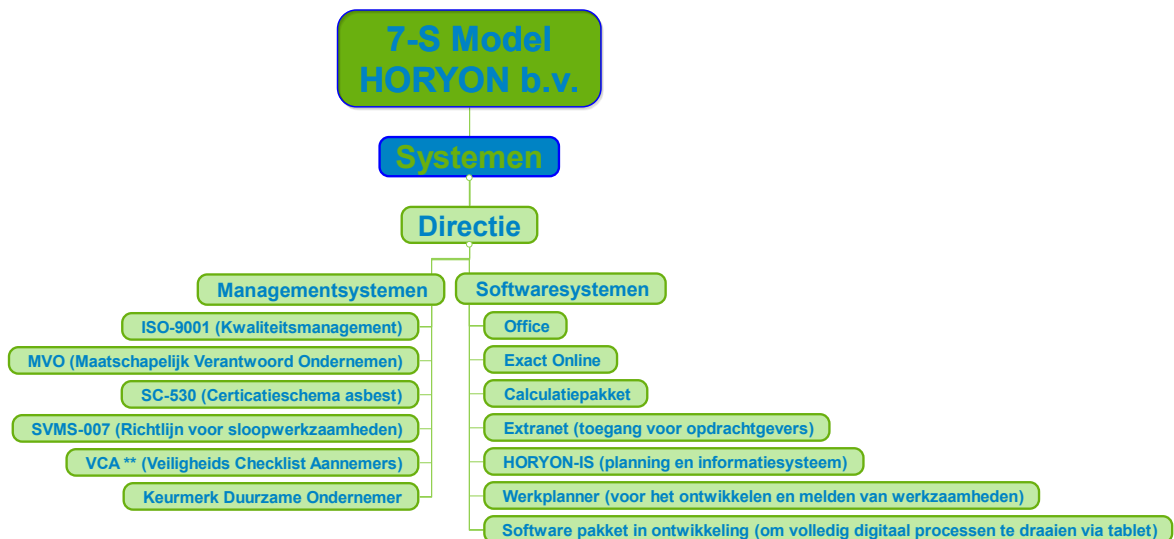 7-S Model
HORYON b.v.
Systemen
Directie
Managementsystemen
ISO-9001 (Kwaliteitsmanagement)
MVO (Maatschapelijk Verantwoord Ondernemen)
SC-530 (Certicatieschema asbest)
SVMS-007 (Richtlijn voor sloopwerkzaamheden)
VCA ** (Veiligheids Checklist Aannemers)
Keurmerk Duurzame Ondernemer
Softwaresystemen
Office
Exact Online
Calculatiepakket
Extranet (toegang voor opdrachtgevers)
HORYON-IS (planning en informatiesysteem)
Werkplanner (voor het ontwikkelen en melden van werkzaamheden)
Software pakket in ontwikkeling (om volledig digitaal processen te draaien via tablet)